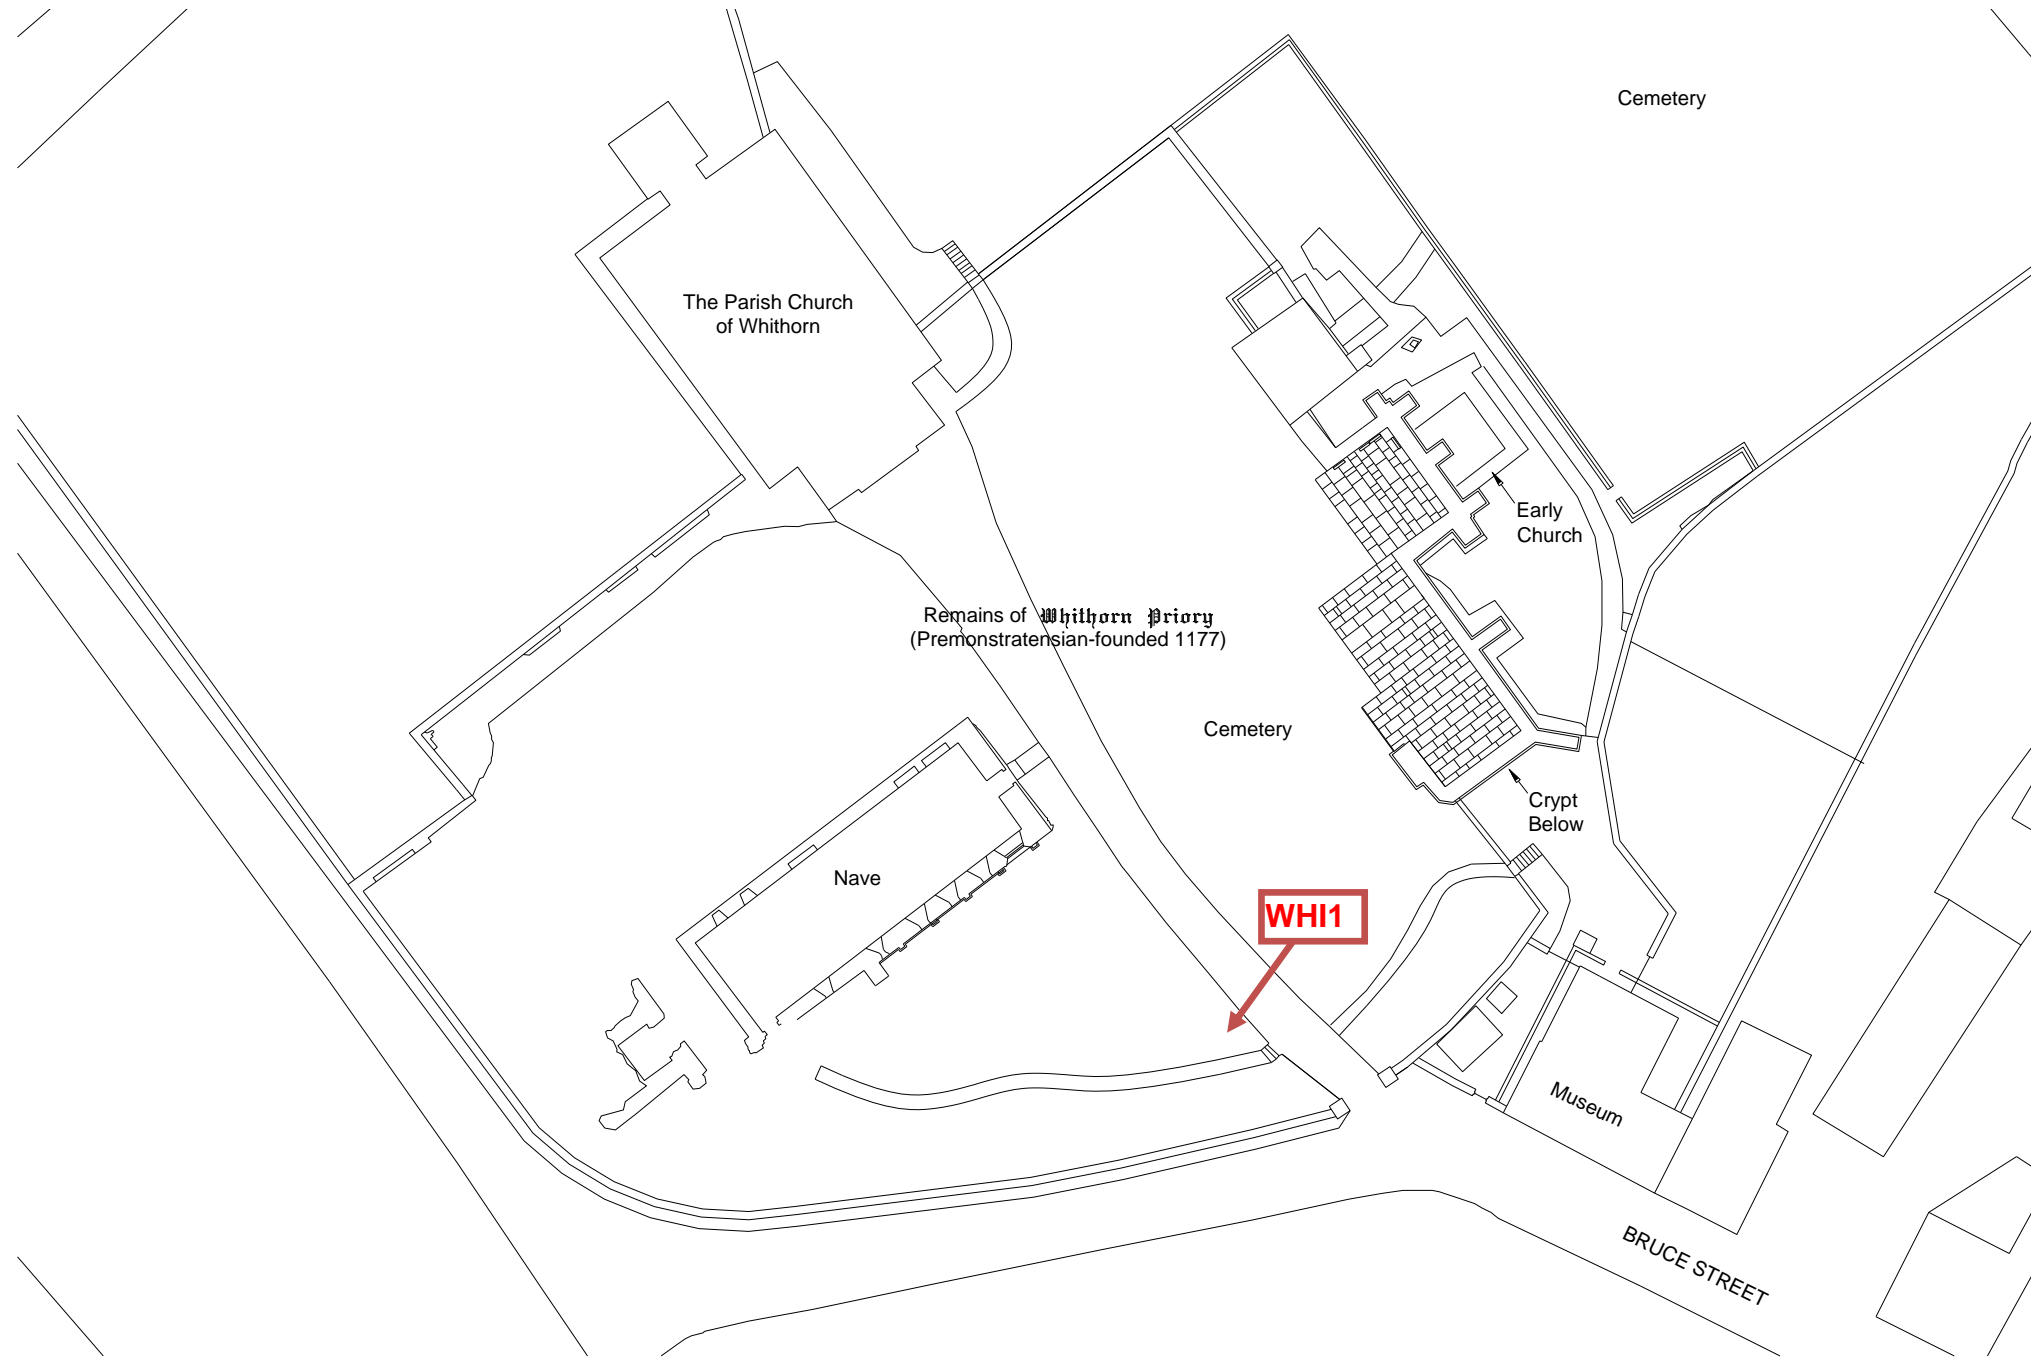 Cemetery
The Parish Church
of Whithorn
Early
Church
Remains of Whithorn Priory
(Premonstratensian-founded 1177)
Cemetery
Crypt
Below
Nave
WHI1
Museum
BRUCE STREET